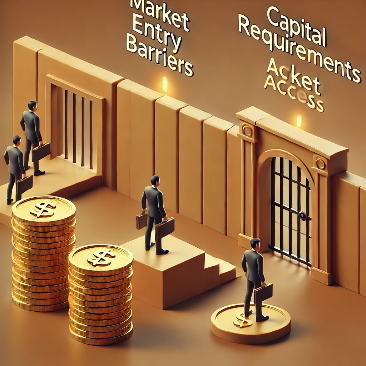 Market
Entry
Barriers
Capital
Requirements
Acket
Access
$
$
$